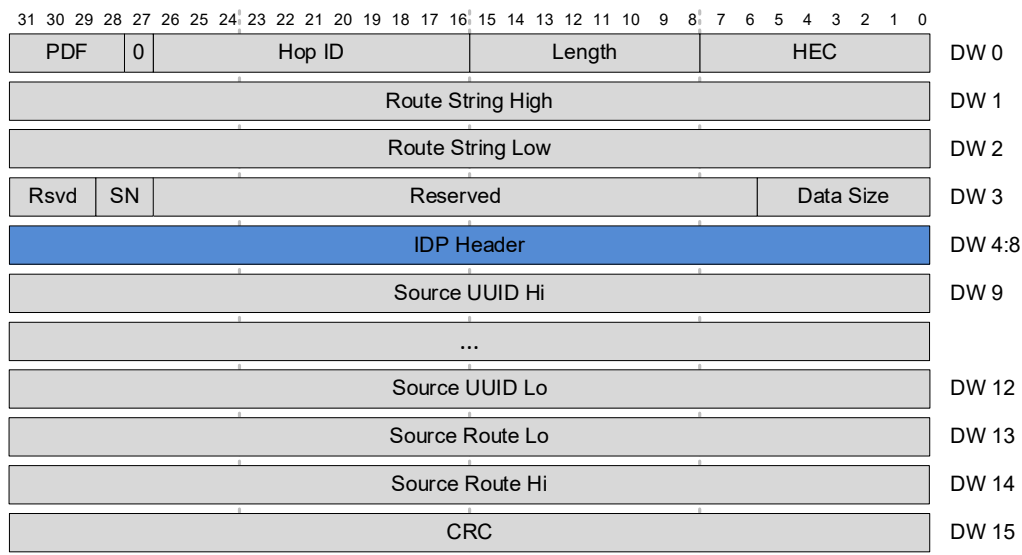 31 30 29 28 27 26 25 24 23 22 21 20 19 18 17 16 15 14 13 12 11 10 9 8 7 6 5 4 3 2 1 0
PDF 0 Hop ID Length HEC DW 0
Route String High DW 1
Route String Low DW 2
Rsvd SN Reserved Data Size DW 3
IDP Header DW 4:8
Source UUID Hi DW 9
...
Source UUID Lo DW 12
Source Route Lo DW 13
Source Route Hi DW 14
CRC DW 15